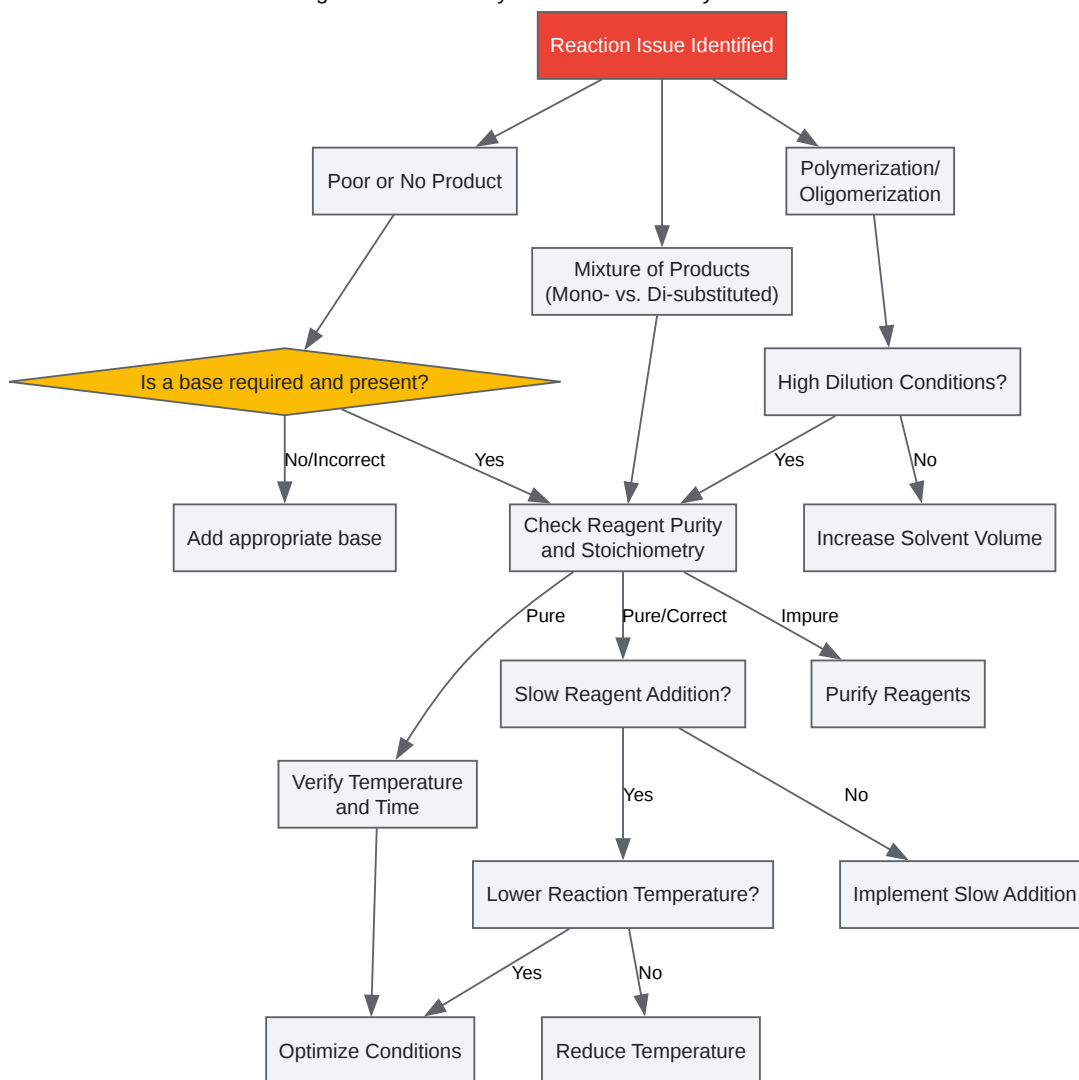 Reaction Issue Identified
Poor or No Product
Polymerization/
Oligomerization
Mixture of Products
(Mono- vs. Di-substituted)
Is a base required and present?
High Dilution Conditions?
No/Incorrect
Yes
Yes
No
Add appropriate base
Check Reagent Purity
and Stoichiometry
Increase Solvent Volume
Pure
Pure/Correct
Impure
Slow Reagent Addition?
Purify Reagents
Verify Temperature
and Time
Yes
No
Lower Reaction Temperature?
Implement Slow Addition
Yes
No
Optimize Conditions
Reduce Temperature